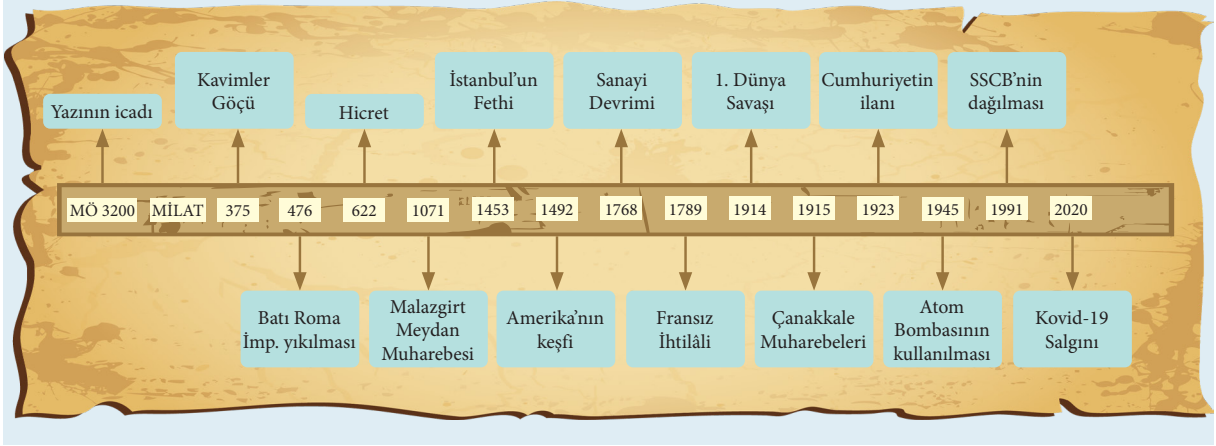 Yazının icadı
Kavimler
Göçü
Hicret
İstanbul'un
Fethi
Sanayi
Devrimi
1. Dünya
Savaşı
Cumhuriyetin
ilanı
SSCB'nin
dağılması
MÖ 3200 MİLAT 375 476 622 1071 1453 1492 1768 1789 1914 1915 1923 1945 1991 2020
Batı Roma
İmp. yıkılması
Malazgirt
Meydan
Muharebesi
Amerika'nın
keşfi
Fransız
İhtilâli
Çanakkale
Muharebeleri
Atom
Bombasının
kullanılması
Kovid-19
Salgını